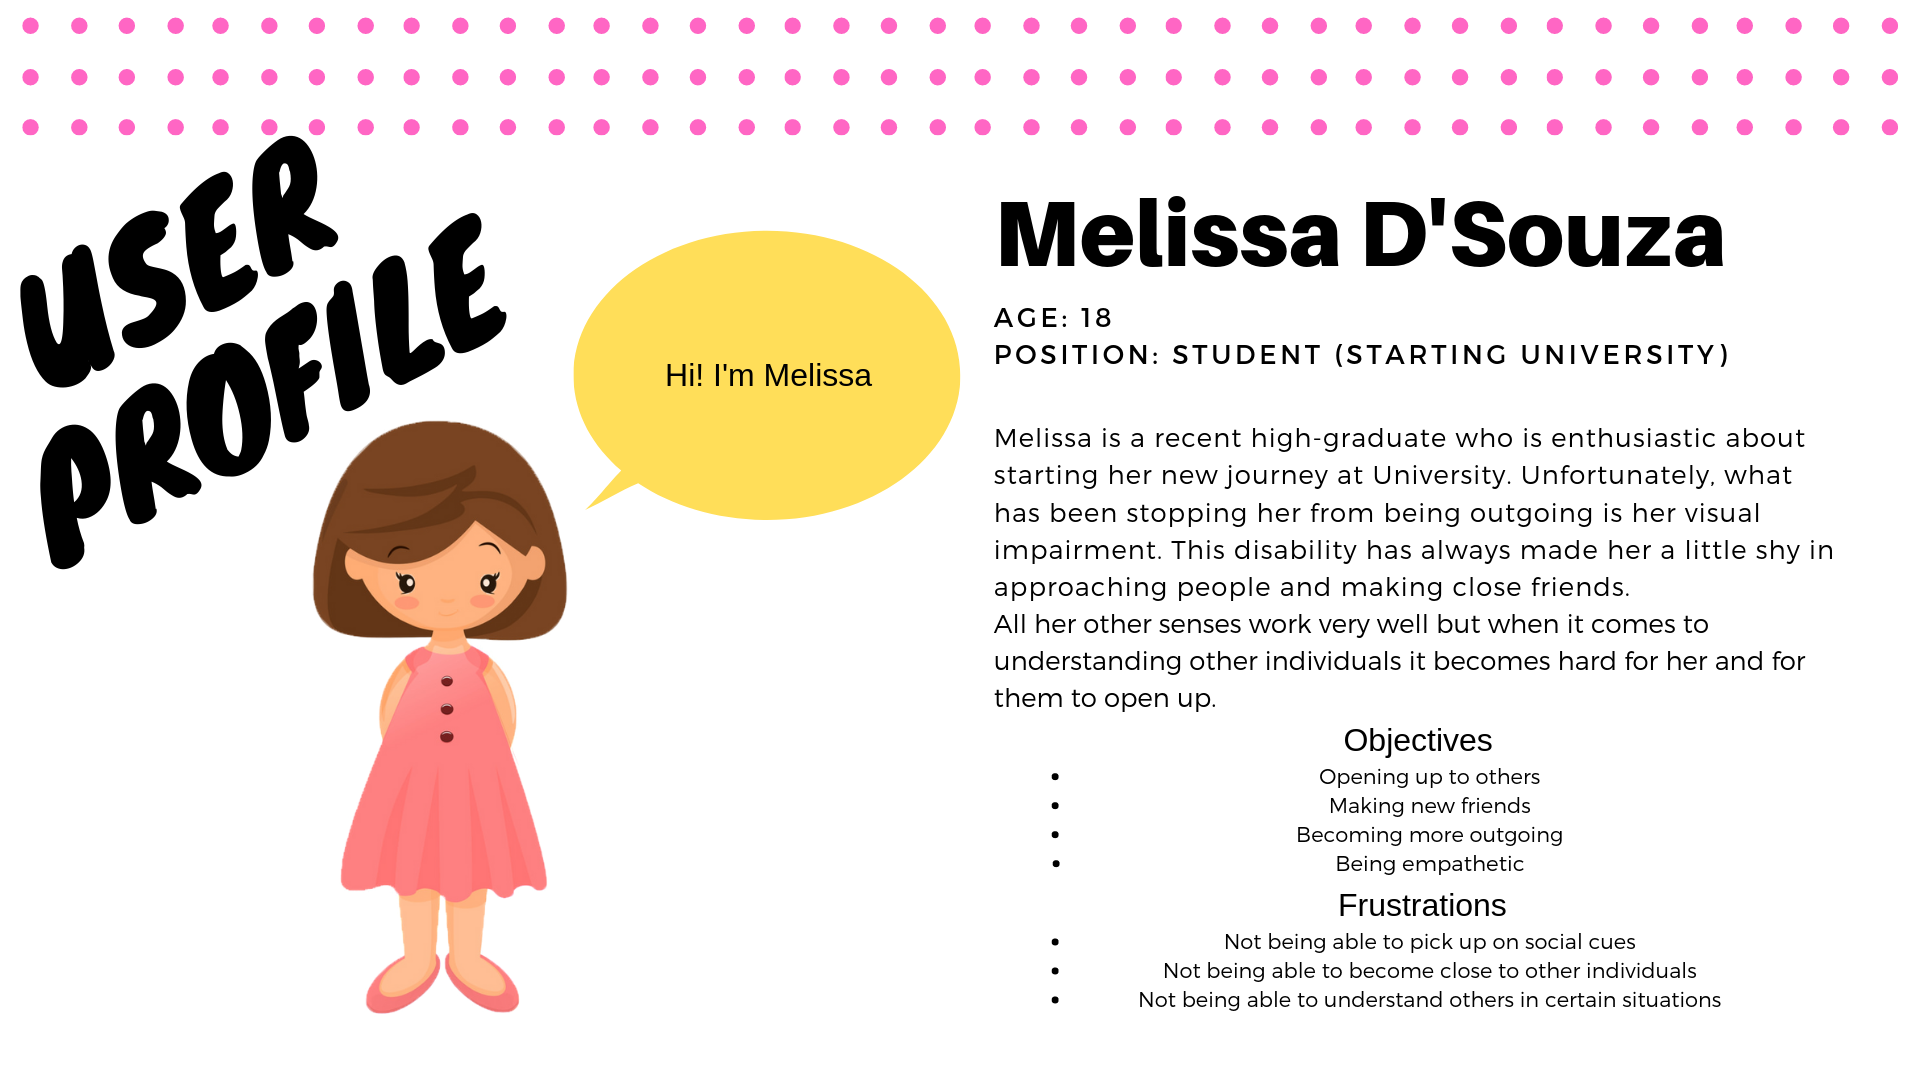 USER
PROFILE
Hi! I'm Melissa
Melissa D'Souza
AGE: 18
POSITION: STUDENT (STARTING UNIVERSITY)
Melissa is a recent high-graduate who is enthusiastic about
starting her new journey at University. Unfortunately, what
has been stopping her from being outgoing is her visual
impairment. This disability has always made her a little shy in
approaching people and making close friends.
All her other senses work very well but when it comes to
understanding other individuals it becomes hard for her and for
them to open up.
Objectives
• Opening up to others
• Making new friends
• Becoming more outgoing
• Being empathetic
Frustrations
• Not being able to pick up on social cues
• Not being able to become close to other individuals
• Not being able to understand others in certain situations